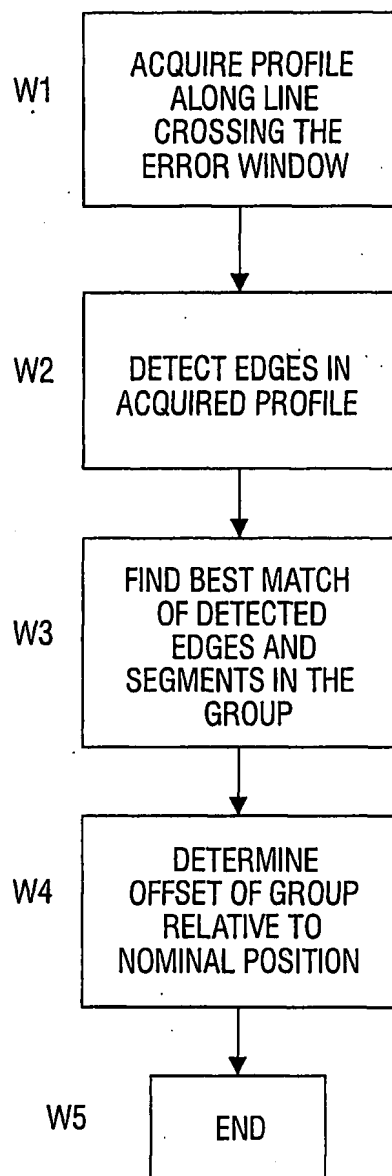 W1
ACQUIRE PROFILE
ALONG LINE
CROSSING THE
ERROR WINDOW
W2
DETECT EDGES IN
ACQUIRED PROFILE
W3
FIND BEST MATCH
OF DETECTED
EDGES AND
SEGMENTS IN THE
GROUP
W4
DETERMINE
OFFSET OF GROUP
RELATIVE TO
NOMINAL POSITION
W5
END